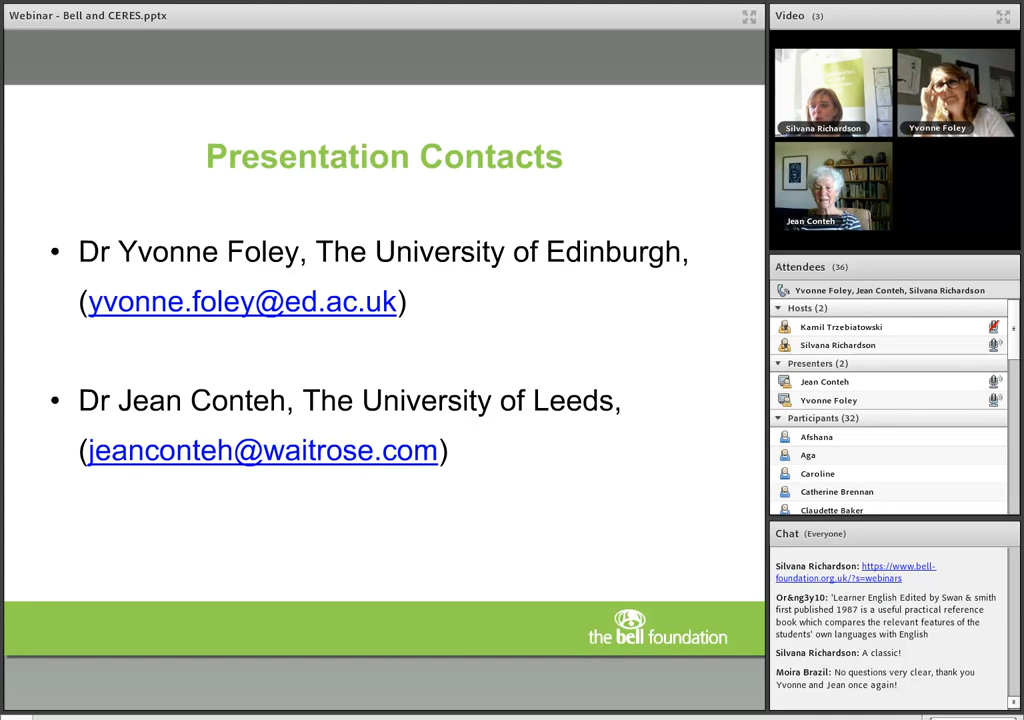 Webinar - Bell and CERES.pptx
Presentation Contacts
• Dr Yvonne Foley, The University of Edinburgh,
(yvonne.foley@ed.ac.uk)
• Dr Jean Conteh, The University of Leeds,
(jeanconteh@waitrose.com)
the bell foundation
Video (3)
Silvana Richardson
Yvonne Foley
Jean Conteh
Attendees (36)
Yvonne Foley, Jean Conteh, Silvana Richardson
Hosts (2)
Kamil Trzebiatowski
Silvana Richardson
Presenters (2)
Jean Conteh
Yvonne Foley
Participants (32)
Afshana
Aga
Caroline
Catherine Brennan
Claudette Baker
Chat (Everyone)
Silvana Richardson: https://www.bell-
foundation.org.uk/?s=webinars
Or&ng3y10: 'Learner English Edited by Swan & smith
first published 1987 is a useful practical reference
book which compares the relevant features of the
students' own languages with English
Silvana Richardson: A classic!
Moira Brazil: No questions very clear, thank you
Yvonne and Jean once again!